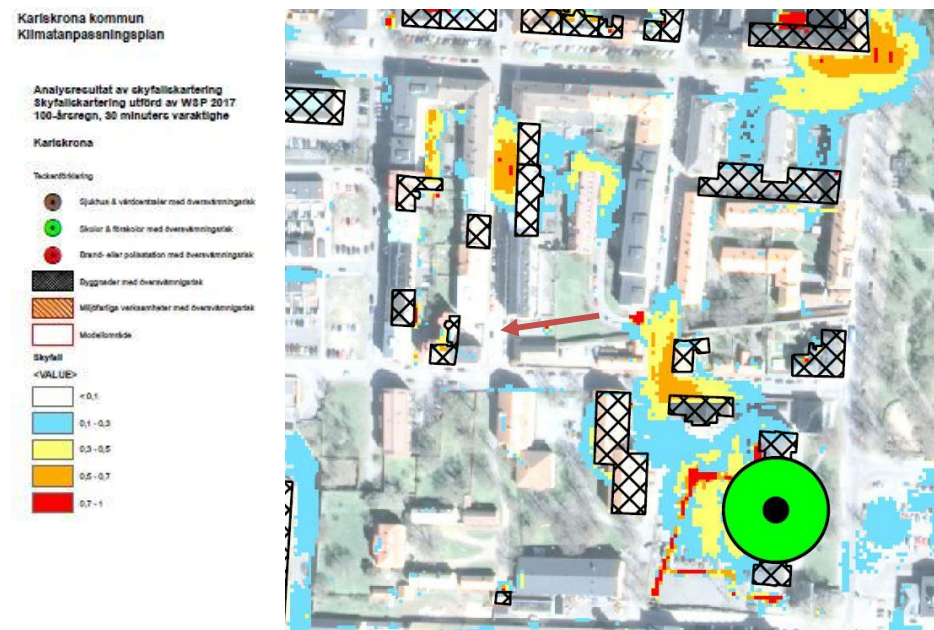 Karlskrona kommun
Klimatanpassningsplan
Analysresultat av skyfallskartering
Skyfallskartering utförd av WSP 2017
100-årsregn, 30 minuters varaktighe
Karlskrona
Teckenförklaring
Sjukhus & vårdcentraler med översvämningsrisk
Skolor & förskolor med översvämningsrisk
Brand- eller polisstation med översvämningsrisk
Byggnader med översvämningsrisk
Miljöfarliga verksamheter med översvämningsrisk
Modellområde
Skyfall
<VALUE>
< 0,1
0,1 - 0,3
0,3 - 0,5
0,5 - 0,7
0,7 - 1